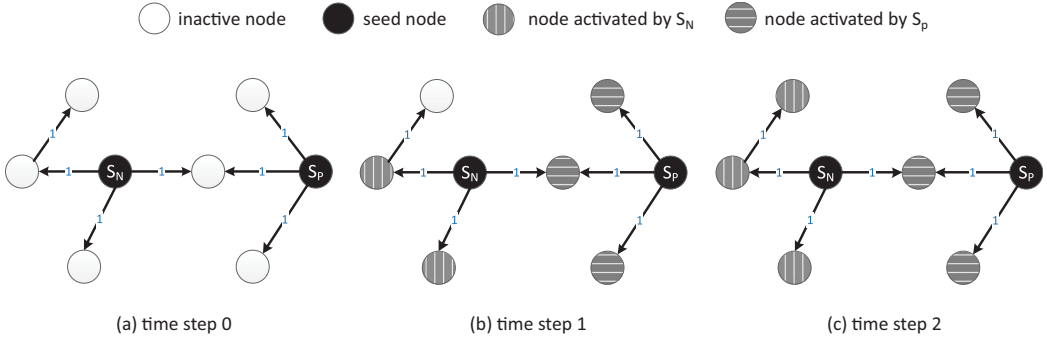 inactive node seed node node activated by S_N node activated by S_p
1 1 1 1 1 1 1
S_N S_P
1 1 1 1 1 1 1
S_N S_P
1 1 1 1 1 1 1
S_N S_P
(a) time step 0 (b) time step 1 (c) time step 2